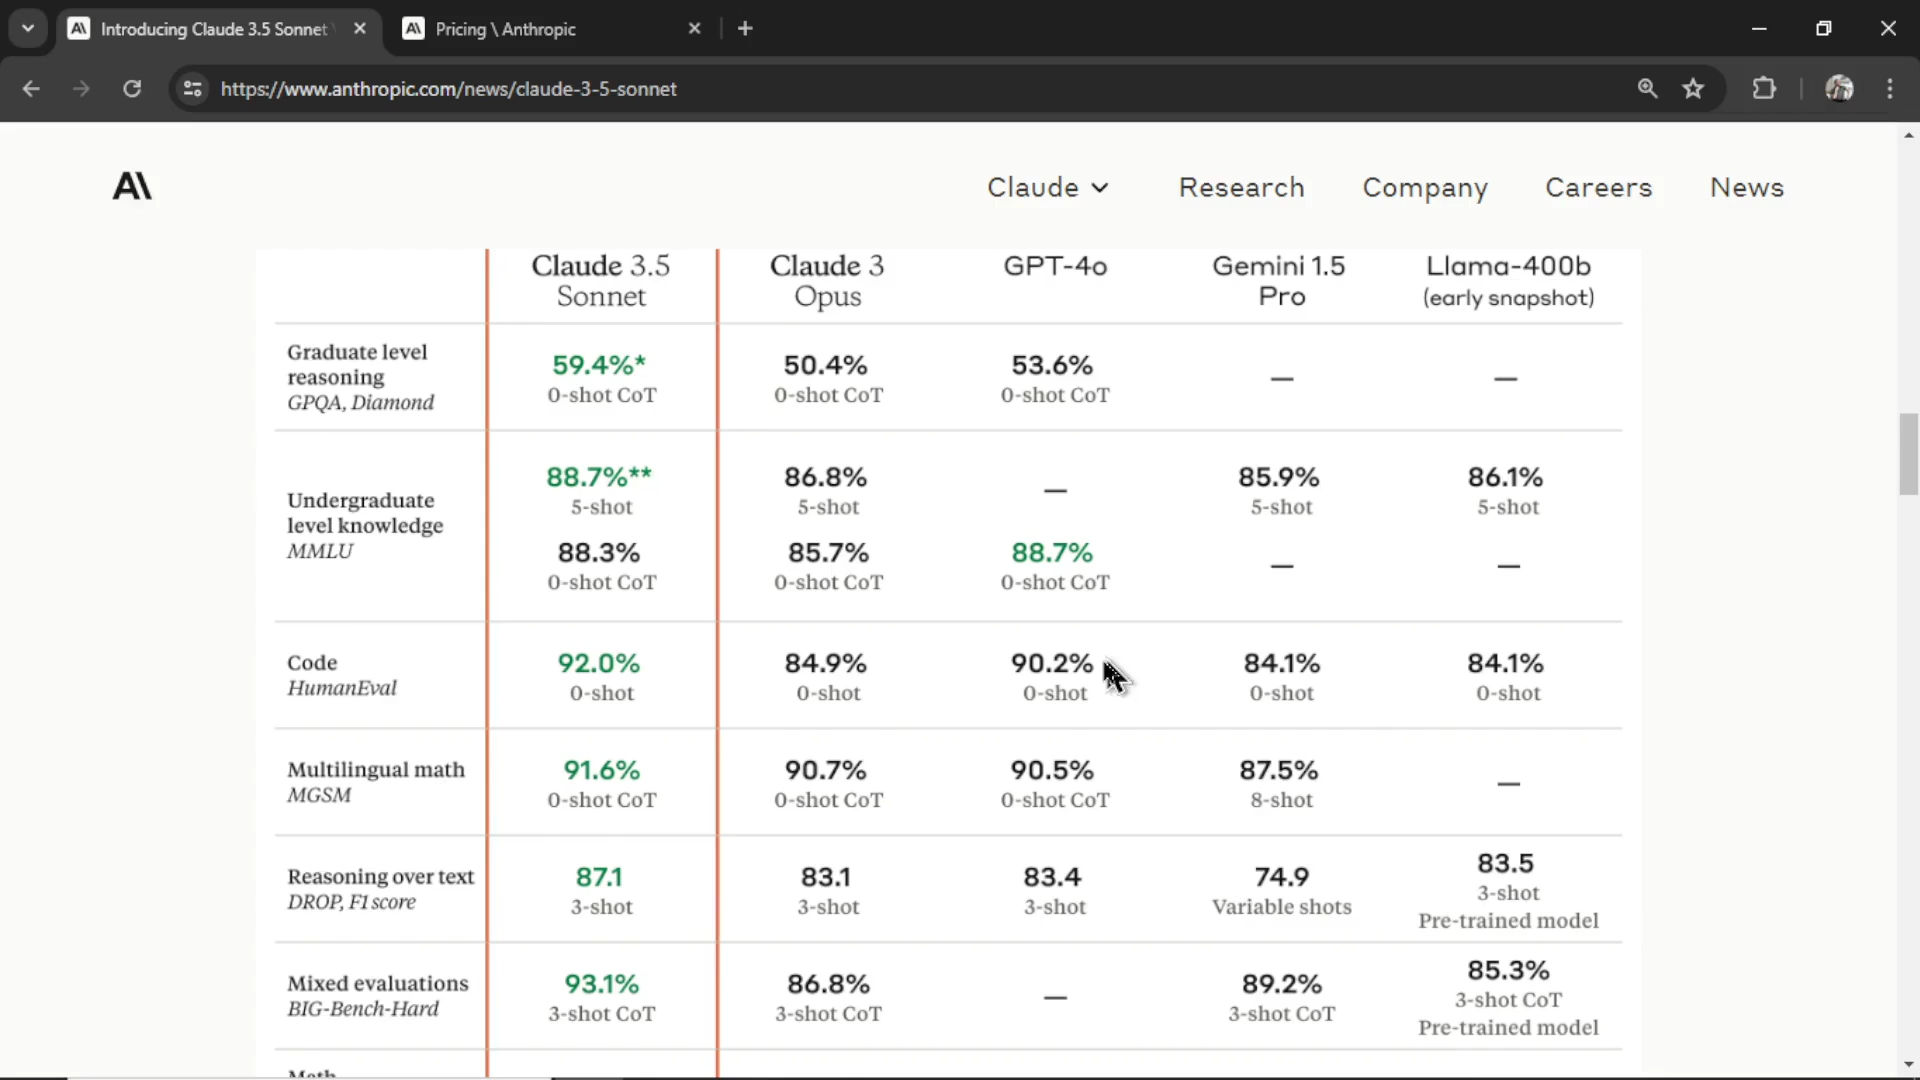 Introducing Claude 3.5 Sonnet
Pricing \ Anthropic
https://www.anthropic.com/news/claude-3-5-sonnet
A\
Claude
Research
Company
Careers
News
Claude 3.5 Sonnet
Claude 3 Opus
GPT-4o
Gemini 1.5 Pro
Llama-400b (early snapshot)
Graduate level
reasoning
GPQA, Diamond
59.4%*
0-shot CoT
50.4%
0-shot CoT
53.6%
0-shot CoT
—
—
Undergraduate
level knowledge
MMLU
88.7%**
5-shot
86.8%
5-shot
—
85.9%
5-shot
86.1%
5-shot
88.3%
0-shot CoT
85.7%
0-shot CoT
88.7%
0-shot CoT
—
—
Code
HumanEval
92.0%
0-shot
84.9%
0-shot
90.2%
0-shot
84.1%
0-shot
84.1%
0-shot
Multilingual math
MGSM
91.6%
0-shot CoT
90.7%
0-shot CoT
90.5%
0-shot CoT
87.5%
8-shot
—
Reasoning over text
DROP, F1 score
87.1
3-shot
83.1
3-shot
83.4
3-shot
74.9
Variable shots
83.5
3-shot
Pre-trained model
Mixed evaluations
BIG-Bench-Hard
93.1%
3-shot CoT
86.8%
3-shot CoT
—
89.2%
3-shot CoT
85.3%
3-shot CoT
Pre-trained model
Math